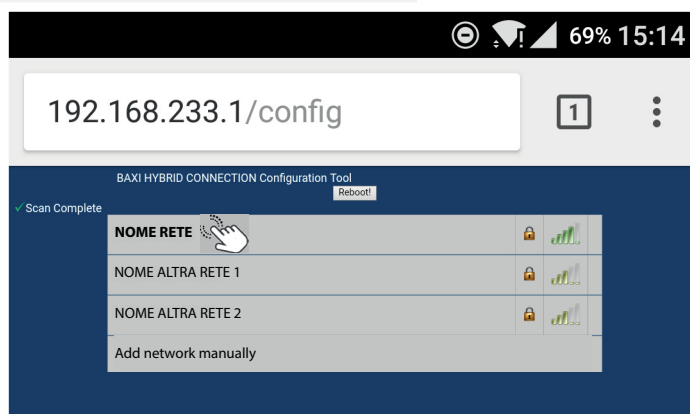 69% 15:14
192.168.233.1/config
1
BAXI HYBRID CONNECTION Configuration Tool
Reboot!
Scan Complete
NOME RETE
NOME ALTRA RETE 1
NOME ALTRA RETE 2
Add network manually